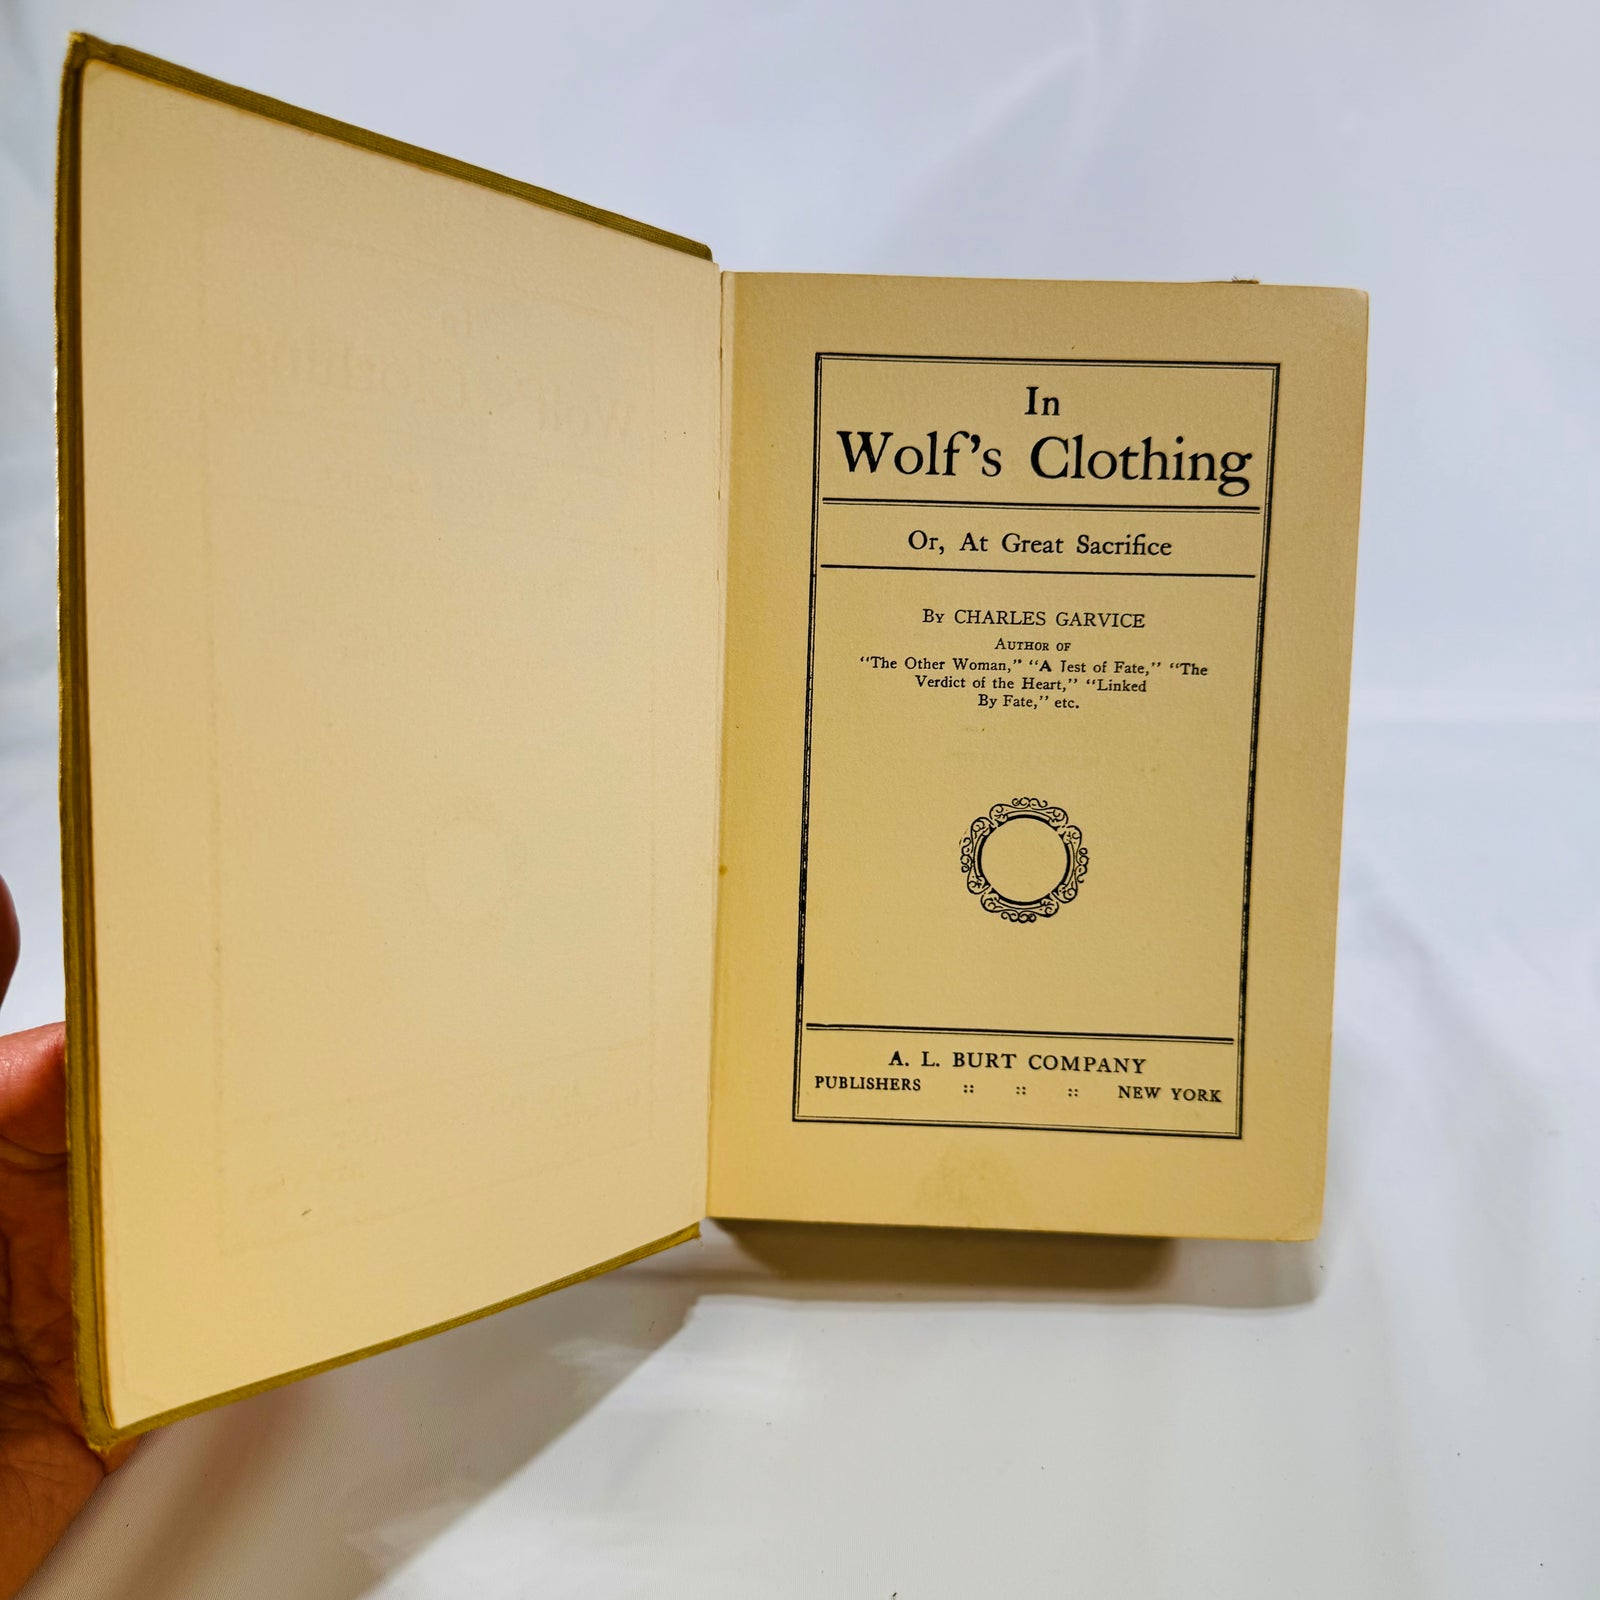 In
Wolf's Clothing
Or, At Great Sacrifice
By CHARLES GARVICE
AUTHOR OF
"The Other Woman," "A Jest of Fate," "The
Verdict of the Heart," "Linked
By Fate," etc.
A. L. BURT COMPANY
PUBLISHERS :: :: :: NEW YORK